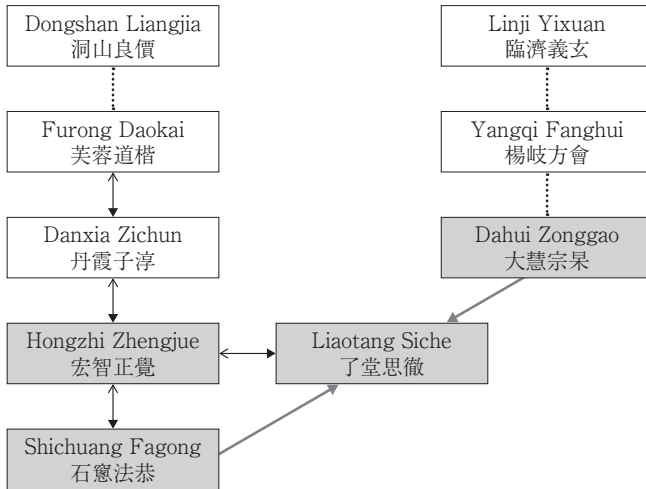 Dongshan Liangjia
洞山良價
Linji Yixuan
臨濟義玄
Furong Daokai
芙蓉道楷
Yangqi Fanghui
楊岐方會
Danxia Zichun
丹霞子淳
Dahui Zonggao
大慧宗杲
Hongzhi Zhengjue
宏智正覺
Liaotang Siche
了堂思徹
Shichuang Fagong
石窻法恭